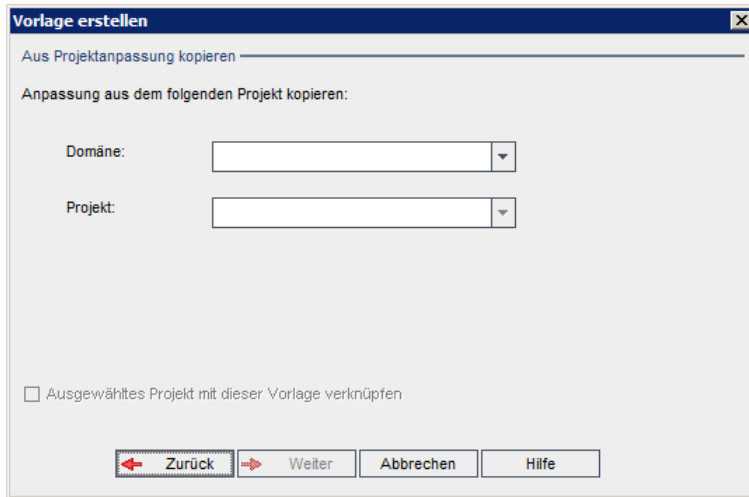 Vorlage erstellen
Aus Projektanpassung kopieren
Anpassung aus dem folgenden Projekt kopieren:
Domäne:
Projekt:
Ausgewähltes Projekt mit dieser Vorlage verknüpfen
Zurück Weiter Abbrechen Hilfe